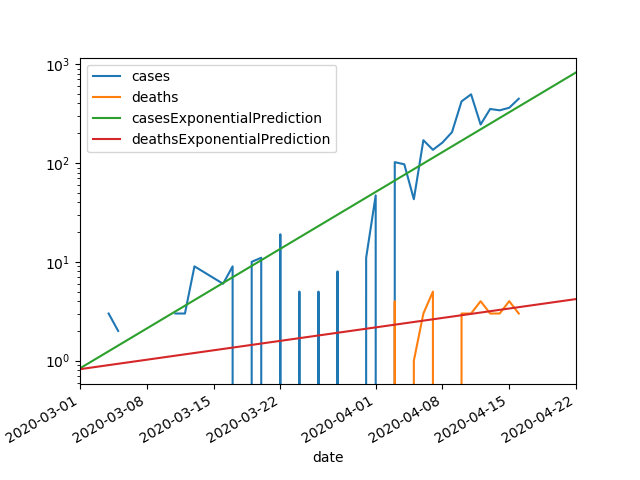 10³
10²
10¹
10⁰
cases
deaths
casesExponentialPrediction
deathsExponentialPrediction
2020-03-01
2020-03-08
2020-03-15
2020-03-22
2020-04-01
2020-04-08
2020-04-15
2020-04-22
date